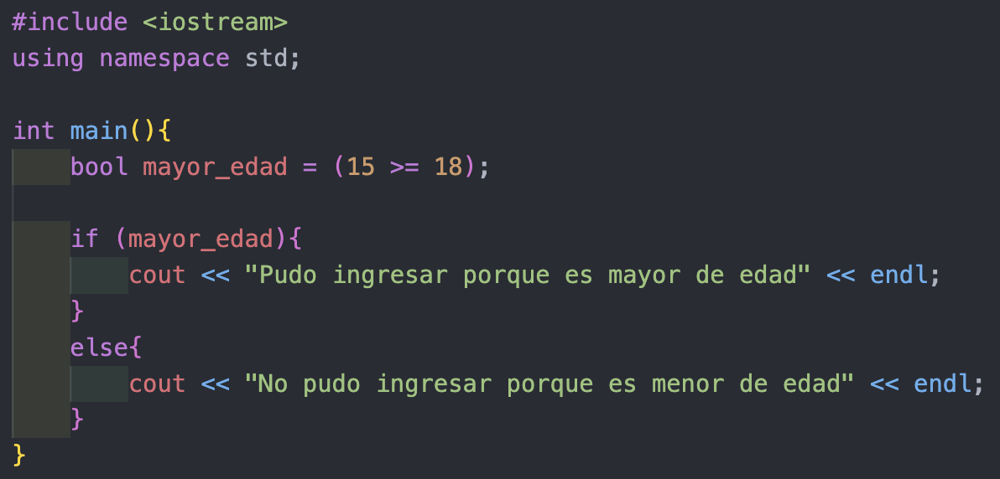 #include <iostream>
using namespace std;
int main(){
bool mayor_edad = (15 >= 18);
if (mayor_edad){
cout << "Pudo ingresar porque es mayor de edad" << endl;
}
else{
cout << "No pudo ingresar porque es menor de edad" << endl;
}
}